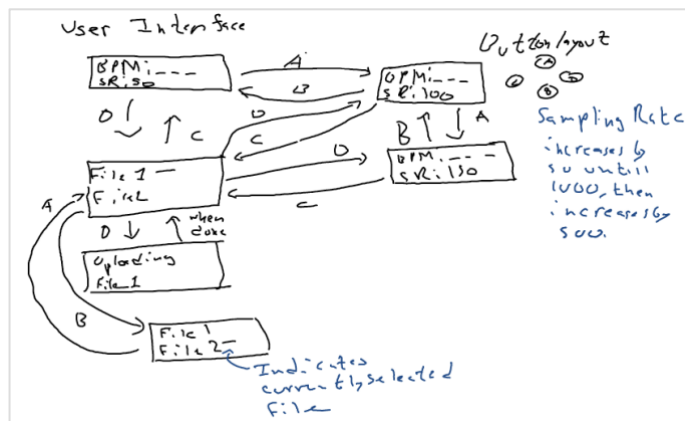 User Interface
BPM: _ _ _
SR: 50
A
B
BPM: _ _ _
SR: 100
Button layout
A
C
D
B
D
C
D
C
B
A
Sampling Rate
increases by
50 until
1000, then
increases by
500.
File 1 _
File 2
D
C
BPM: _ _ _
SR: 150
A
D
when
done
Uploading
File 1
B
File 1
File 2 _
Indicates
currently selected
File